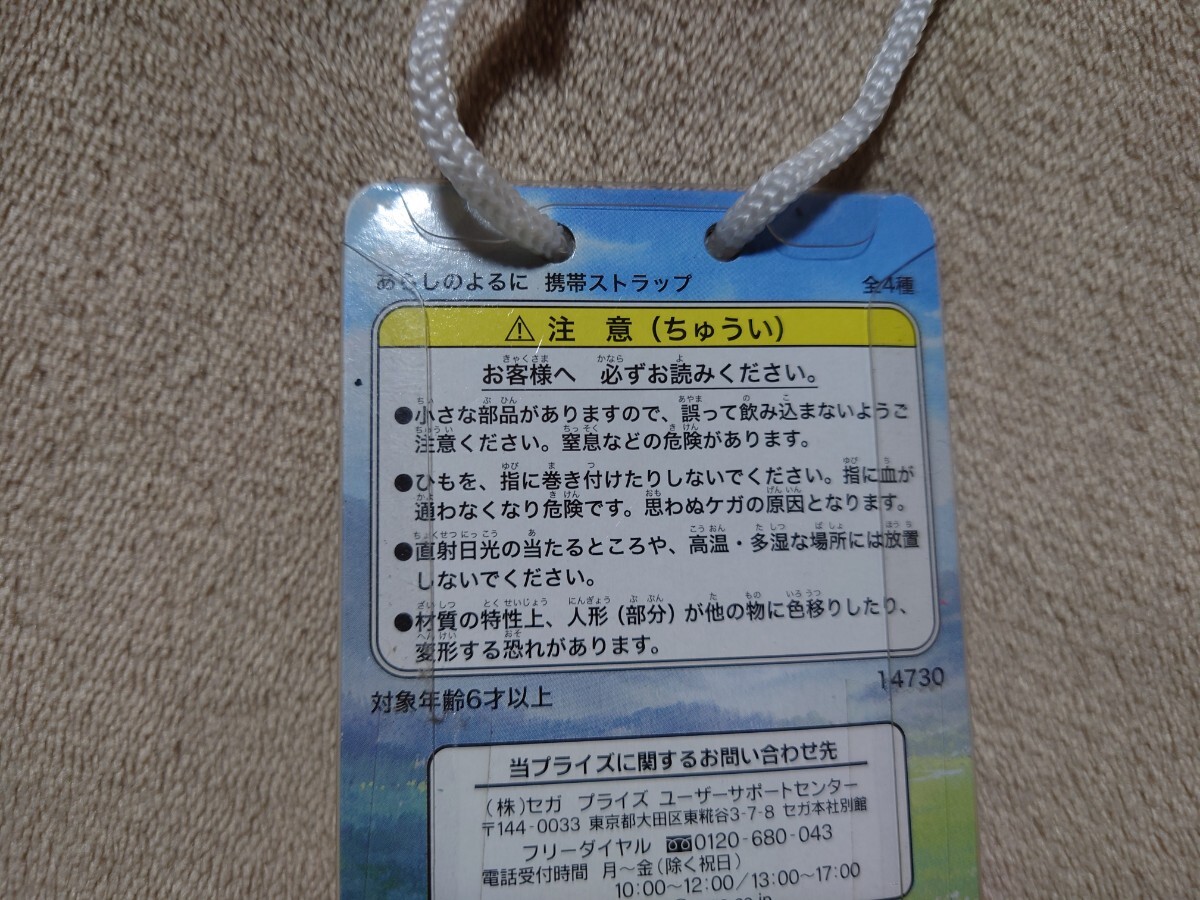 あらしのよるに 携帯ストラップ 全4種
⚠ 注 意 (ちゅうい)
お客様へ 必ずお読みください。
●小さな部品がありますので、誤って飲み込まないようご
注意ください。窒息などの危険があります。
●ひもを、指に巻き付けたりしないでください。指に血が
通わなくなり危険です。思わぬケガの原因となります。
●直射日光の当たるところや、高温・多湿な場所には放置
しないでください。
●材質の特性上、人形(部分)が他の物に色移りしたり、
変形する恐れがあります。
対象年齢6才以上 14730
当プライズに関するお問い合わせ先
(株)セガ プライズ ユーザーサポートセンター
〒144-0033 東京都大田区東糀谷3-7-8 セガ本社別館
フリーダイヤル 0120-680-043
電話受付時間 月~金(除く祝日)
10:00~12:00/13:00~17:00